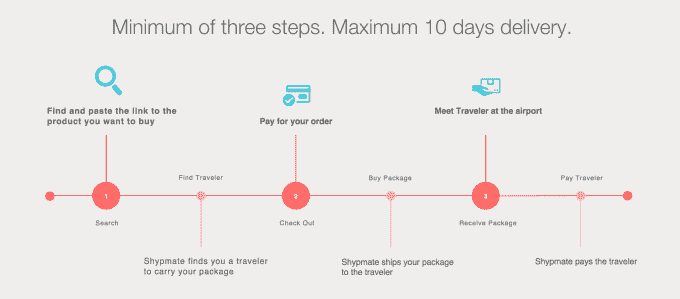 Minimum of three steps. Maximum 10 days delivery.
Find and paste the link to the
product you want to buy
Pay for your order
Meet Traveler at the airport
Find Traveler
Buy Package
Pay Traveler
1
2
3
Search
Check Out
Receive Package
Shypmate finds you a traveler
to carry your package
Shypmate ships your package
to the traveler
Shypmate pays the traveler